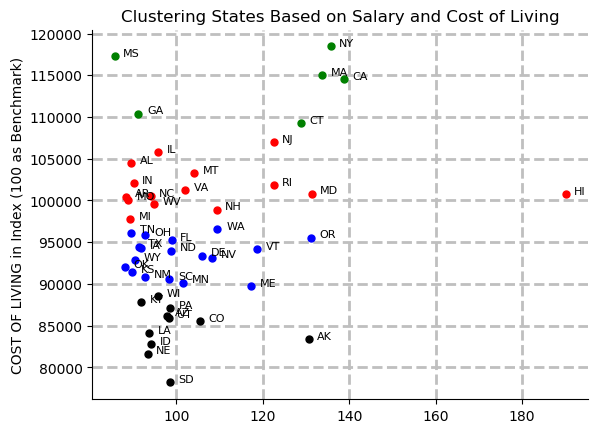 Clustering States Based on Salary and Cost of Living
COST OF LIVING in Index (100 as Benchmark)
120000
115000
110000
105000
100000
95000
90000
85000
80000
100
120
140
160
180
NY
MS
MA
CA
GA
CT
NJ
IL
AL
MT
IN
RI
VA
HI
MD
AR
NC
WV
NH
MI
WA
TN
OH
OR
FL
TX
IA
ND
VT
DE
NV
WY
OK
KS
NM
SC
MN
ME
WI
KY
PA
UT
CO
LA
AK
ID
NE
SD